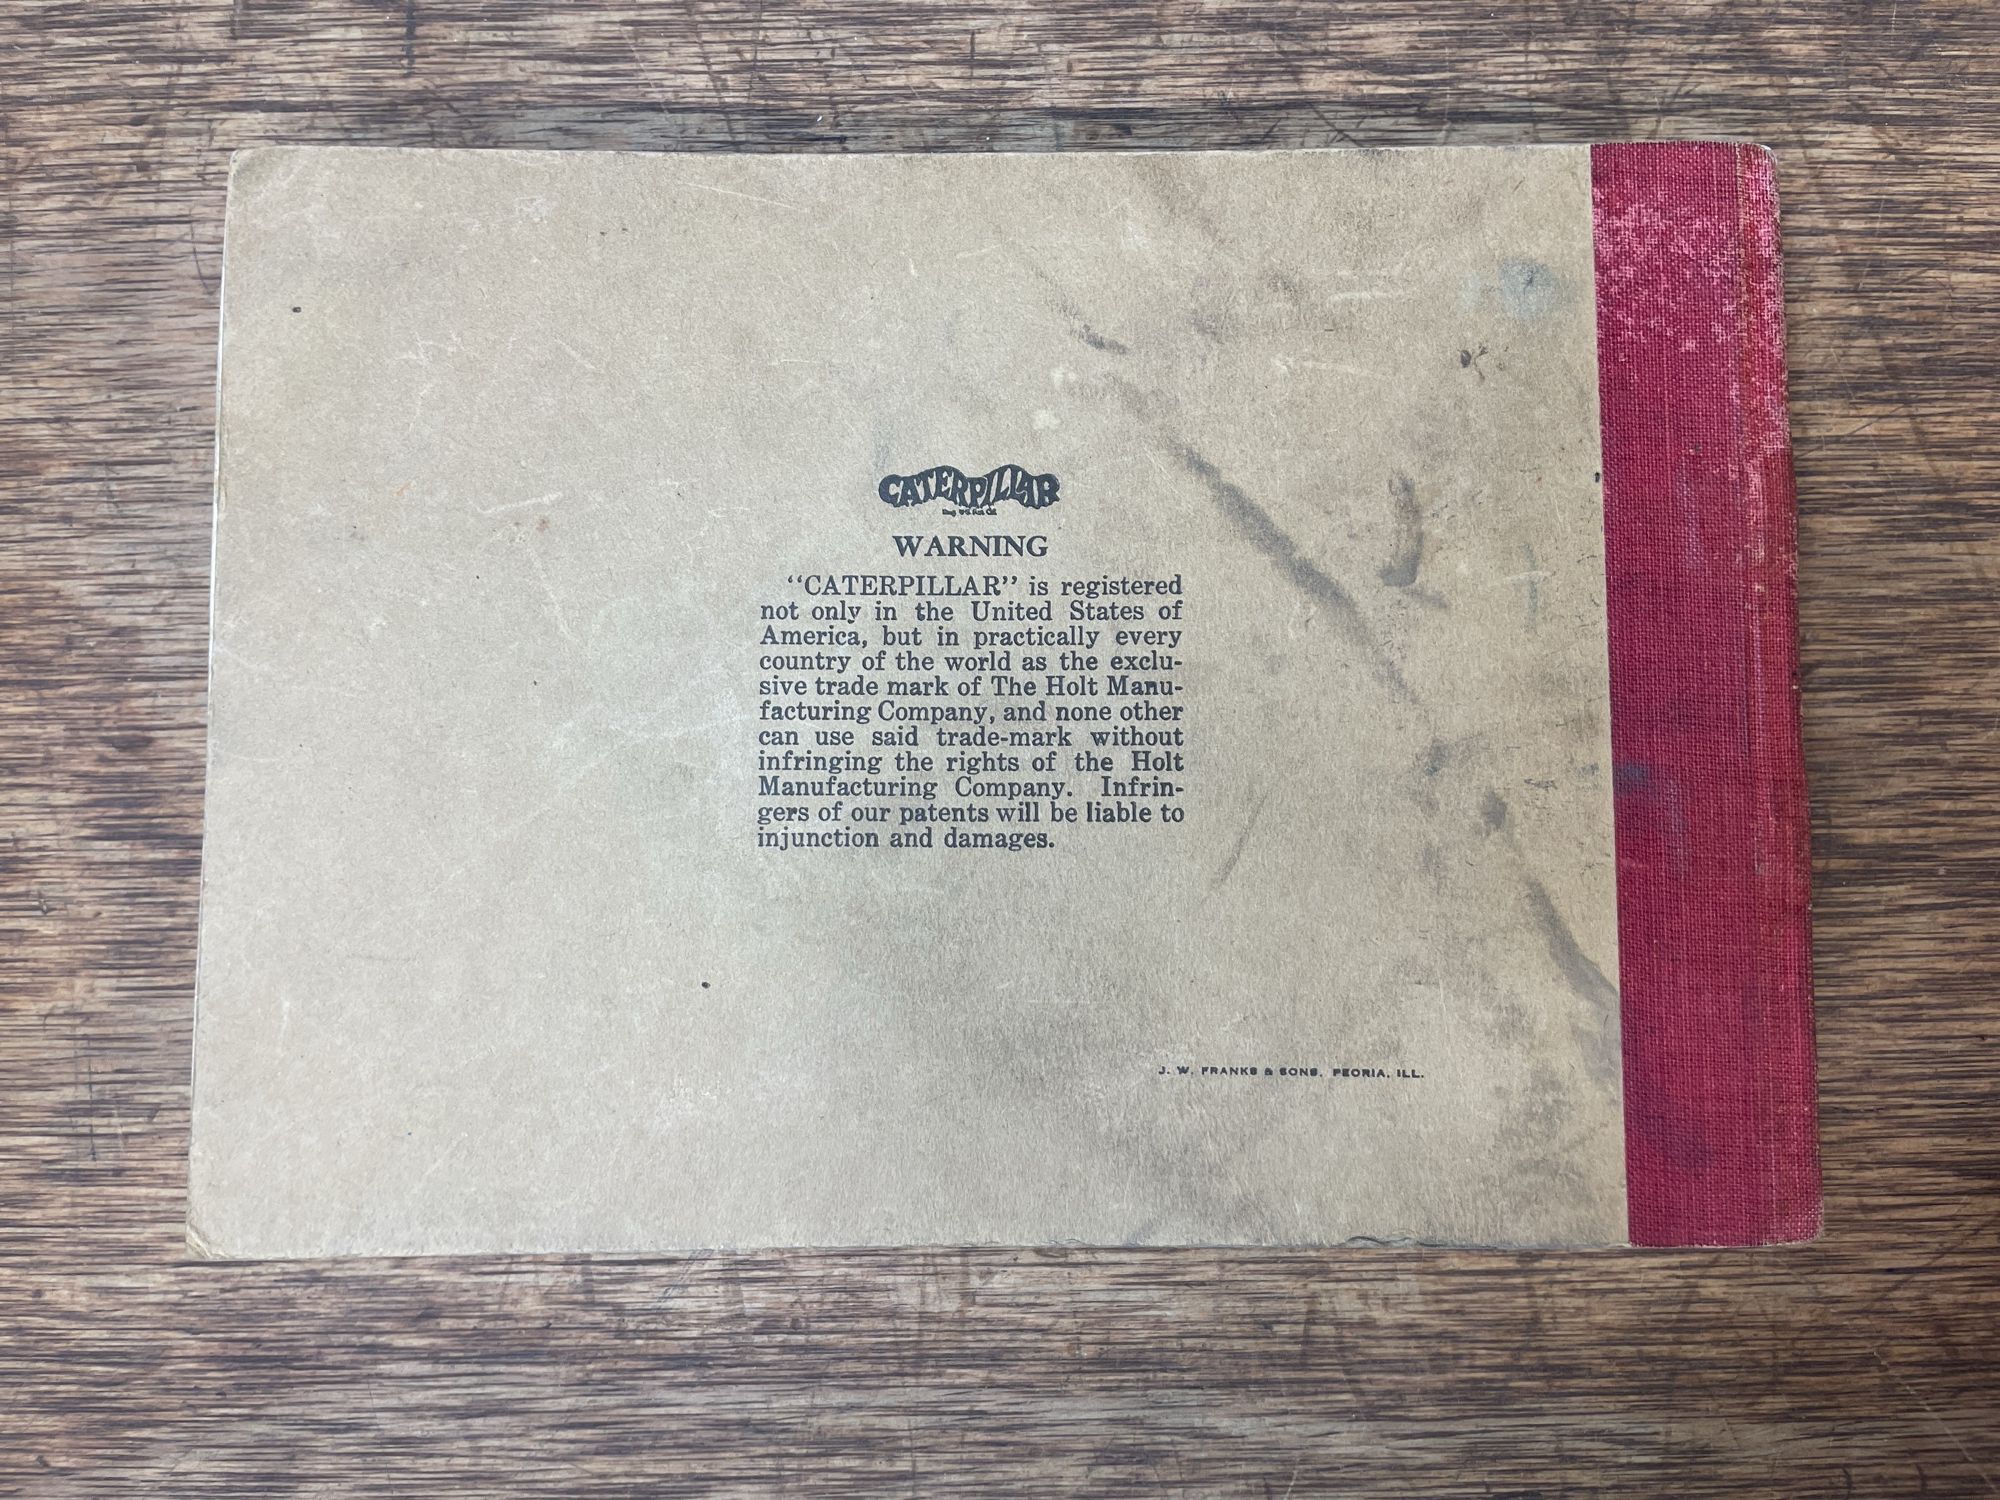 CATERPILLAR
Reg. U.S. Pat. Off.
WARNING
“CATERPILLAR” is registered
not only in the United States of
America, but in practically every
country of the world as the exclu-
sive trade mark of The Holt Manu-
facturing Company, and none other
can use said trade-mark without
infringing the rights of the Holt
Manufacturing Company. Infrin-
gers of our patents will be liable to
injunction and damages.
J. W. FRANKS & SONS, PEORIA, ILL.